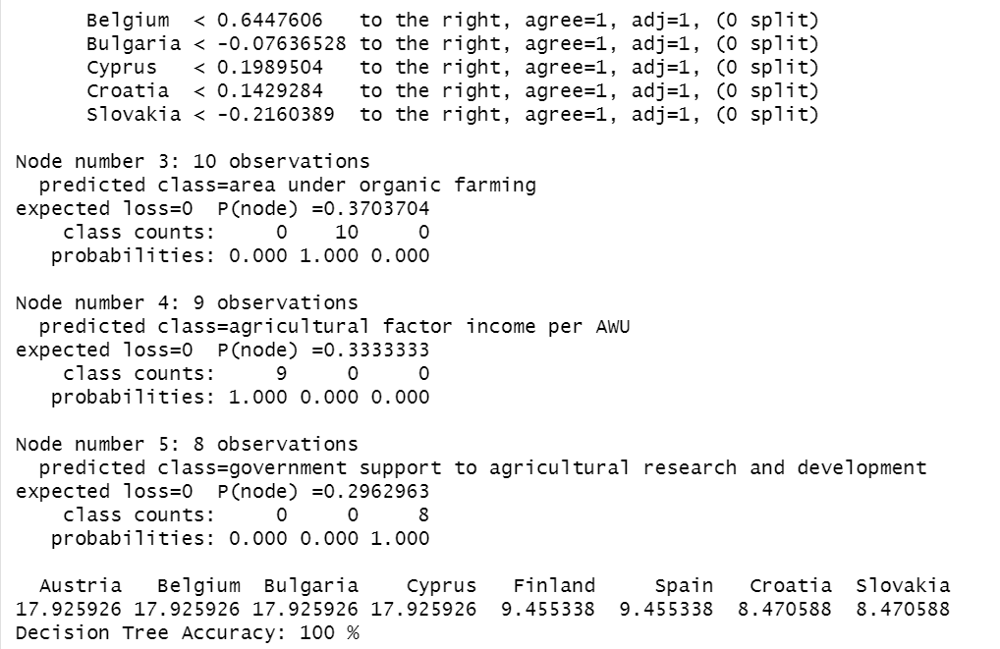 Belgium < 0.6447606 to the right, agree=1, adj=1, (0 split)
Bulgaria < -0.07636528 to the right, agree=1, adj=1, (0 split)
Cyprus < 0.1989504 to the right, agree=1, adj=1, (0 split)
Croatia < 0.1429284 to the right, agree=1, adj=1, (0 split)
Slovakia < -0.2160389 to the right, agree=1, adj=1, (0 split)
Node number 3: 10 observations
predicted class=area under organic farming
expected loss=0 P(node) =0.3703704
class counts: 0 10 0
probabilities: 0.000 1.000 0.000
Node number 4: 9 observations
predicted class=agricultural factor income per AWU
expected loss=0 P(node) =0.3333333
class counts: 9 0 0
probabilities: 1.000 0.000 0.000
Node number 5: 8 observations
predicted class=government support to agricultural research and development
expected loss=0 P(node) =0.2962963
class counts: 0 0 8
probabilities: 0.000 0.000 1.000
Austria Belgium Bulgaria Cyprus Finland Spain Croatia Slovakia
17.925926 17.925926 17.925926 17.925926 9.455338 9.455338 8.470588 8.470588
Decision Tree Accuracy: 100 %